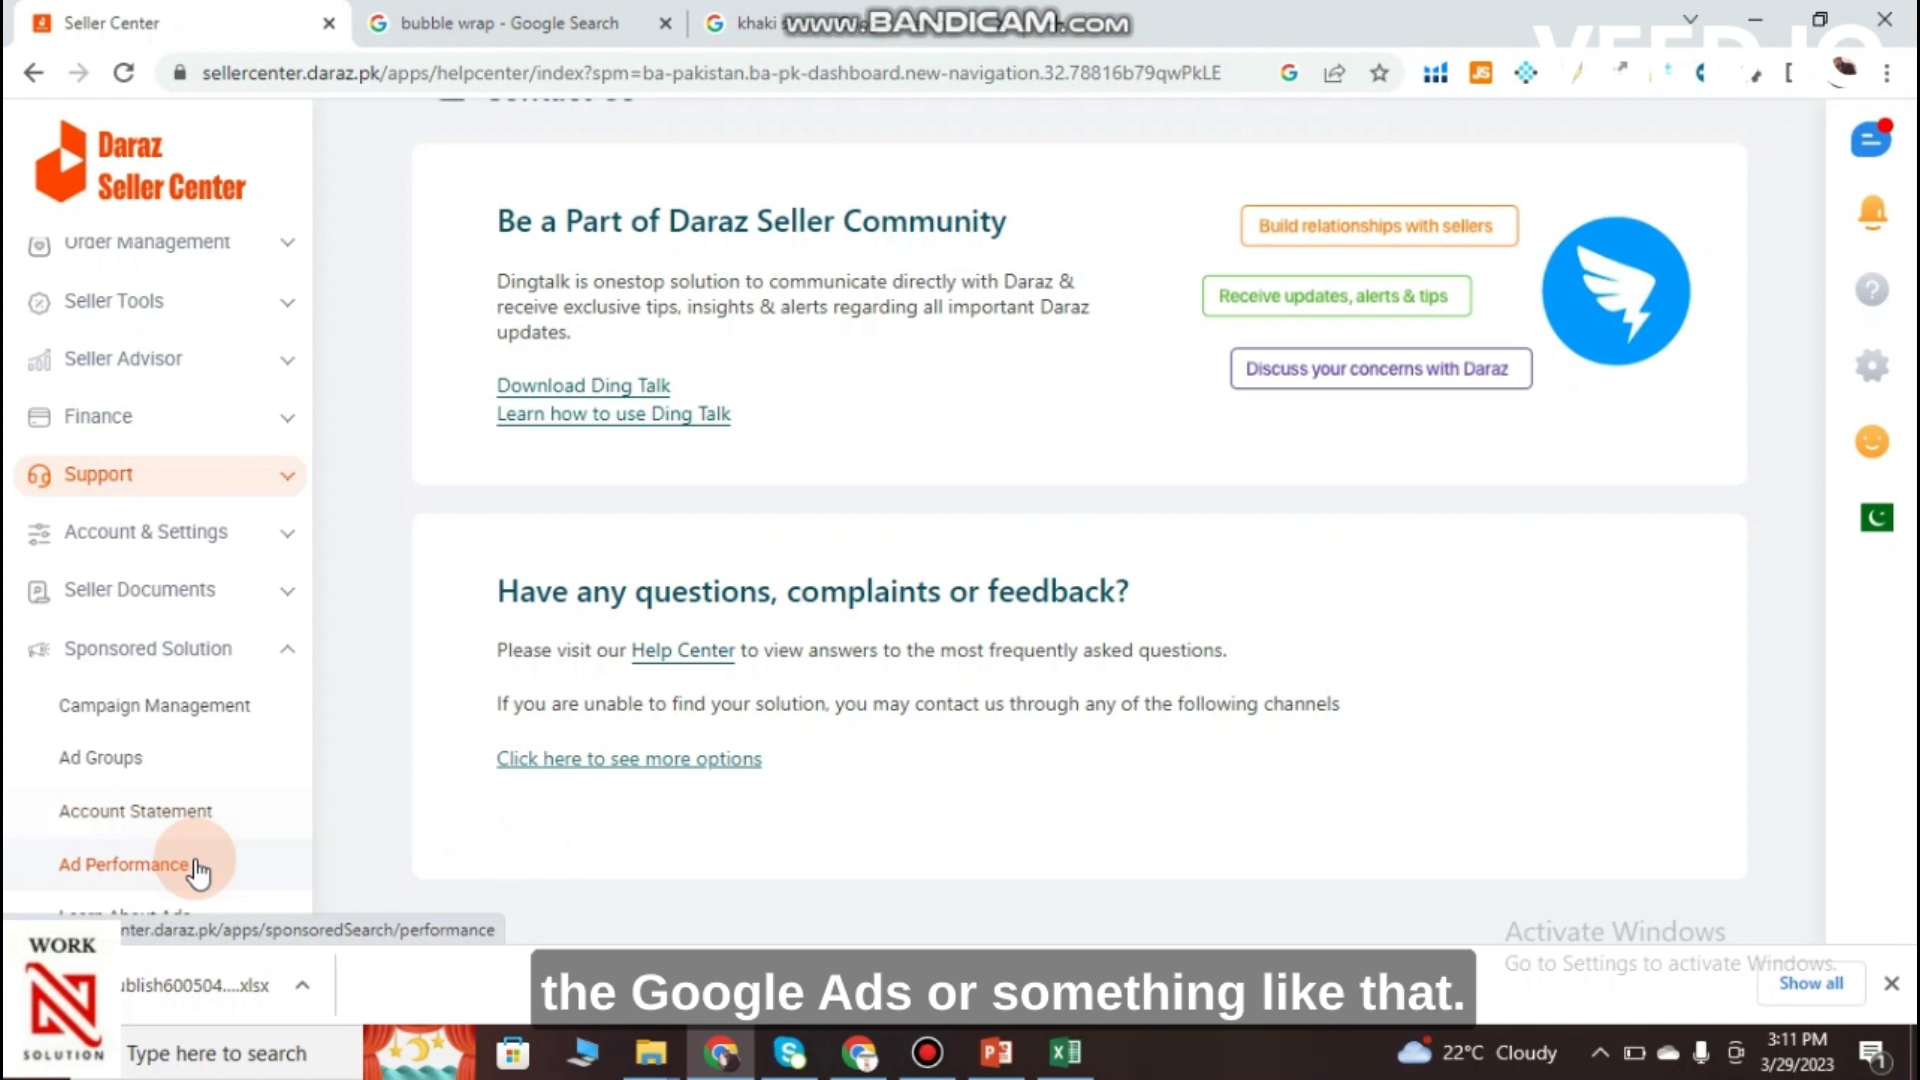 Seller Center
bubble wrap - Google Search
khaki
www.BANDICAM.com
VEED.IO
sellercenter.daraz.pk/apps/helpcenter/index?spm=ba-pakistan.ba-pk-dashboard.new-navigation.32.78816b79qwPkLE
Daraz
Seller Center
Order Management
Seller Tools
Seller Advisor
Finance
Support
Account & Settings
Seller Documents
Sponsored Solution
Campaign Management
Ad Groups
Account Statement
Ad Performance
Learn About Ads
Contact Us
Be a Part of Daraz Seller Community
Dingtalk is onestop solution to communicate directly with Daraz &
receive exclusive tips, insights & alerts regarding all important Daraz
updates.
Download Ding Talk
Learn how to use Ding Talk
Build relationships with sellers
Receive updates, alerts & tips
Discuss your concerns with Daraz
Have any questions, complaints or feedback?
Please visit our Help Center to view answers to the most frequently asked questions.
If you are unable to find your solution, you may contact us through any of the following channels
Click here to see more options
nter.daraz.pk/apps/sponsoredSearch/performance
Activate Windows
Go to Settings to activate Windows.
WORK
N
SOLUTION
ublish600504....xlsx
the Google Ads or something like that.
Show all
Type here to search
22°C Cloudy
3:11 PM
3/29/2023
1